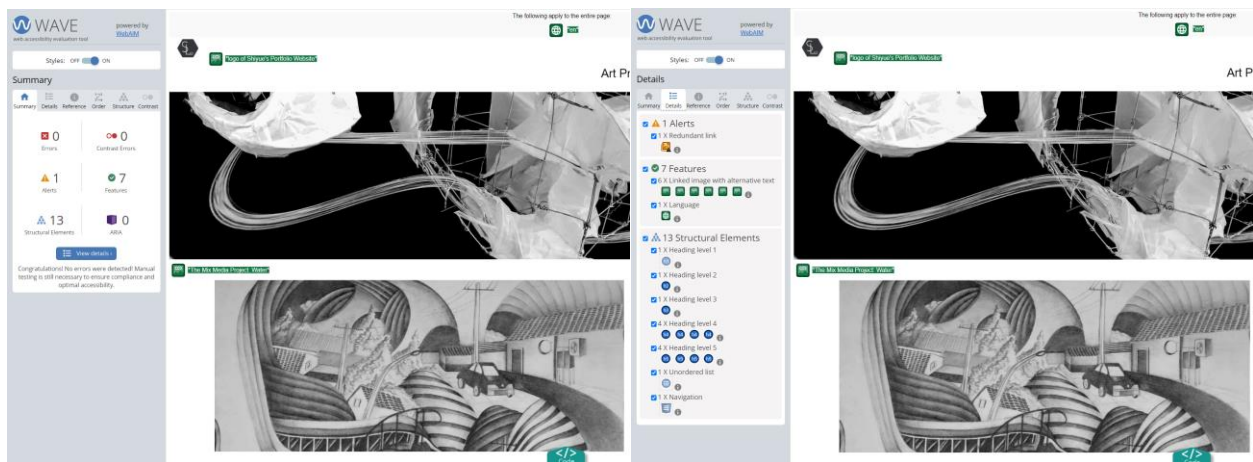 WAVE
powered by
WebAIM
web accessibility evaluation tool
Styles: OFF ON
Summary
Summary Details Reference Order Structure Contrast
0
Errors
0
Contrast Errors
1
Alerts
7
Features
13
Structural Elements
0
ARIA
View details ›
Congratulations! No errors were detected! Manual
testing is still necessary to ensure compliance and
optimal accessibility.
The following apply to the entire page:
"en"
"logo of Shiyue's Portfolio Website"
Art Pr
"The Mix Media Project: Water"
</>
WAVE
powered by
WebAIM
web accessibility evaluation tool
Styles: OFF ON
Details
Summary Details Reference Order Structure Contrast
1 Alerts
1 X Redundant link
7 Features
6 X Linked image with alternative text
1 X Language
13 Structural Elements
1 X Heading level 1
1 X Heading level 2
1 X Heading level 3
4 X Heading level 4
4 X Heading level 5
1 X Unordered list
1 X Navigation
The following apply to the entire page:
"en"
"logo of Shiyue's Portfolio Website"
Art P
"The Mix Media Project: Water"
</>